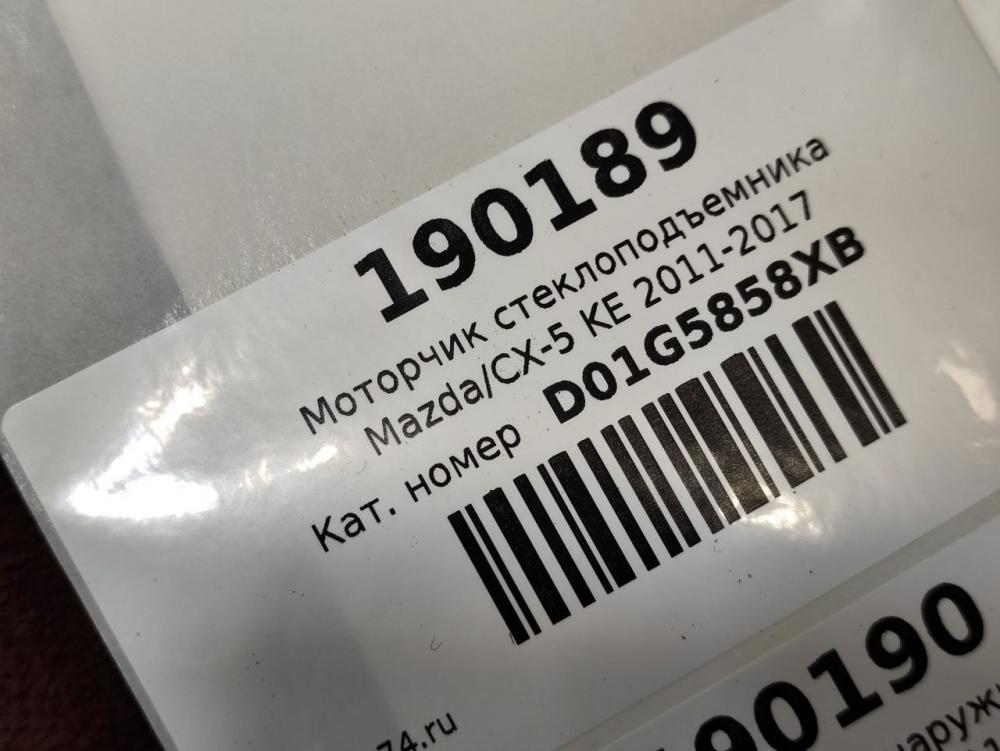 190189
Моторчик стеклоподъемника
Mazda/CX-5 KE 2011-2017
Кат. номер D01G5858XB
74.ru
190190